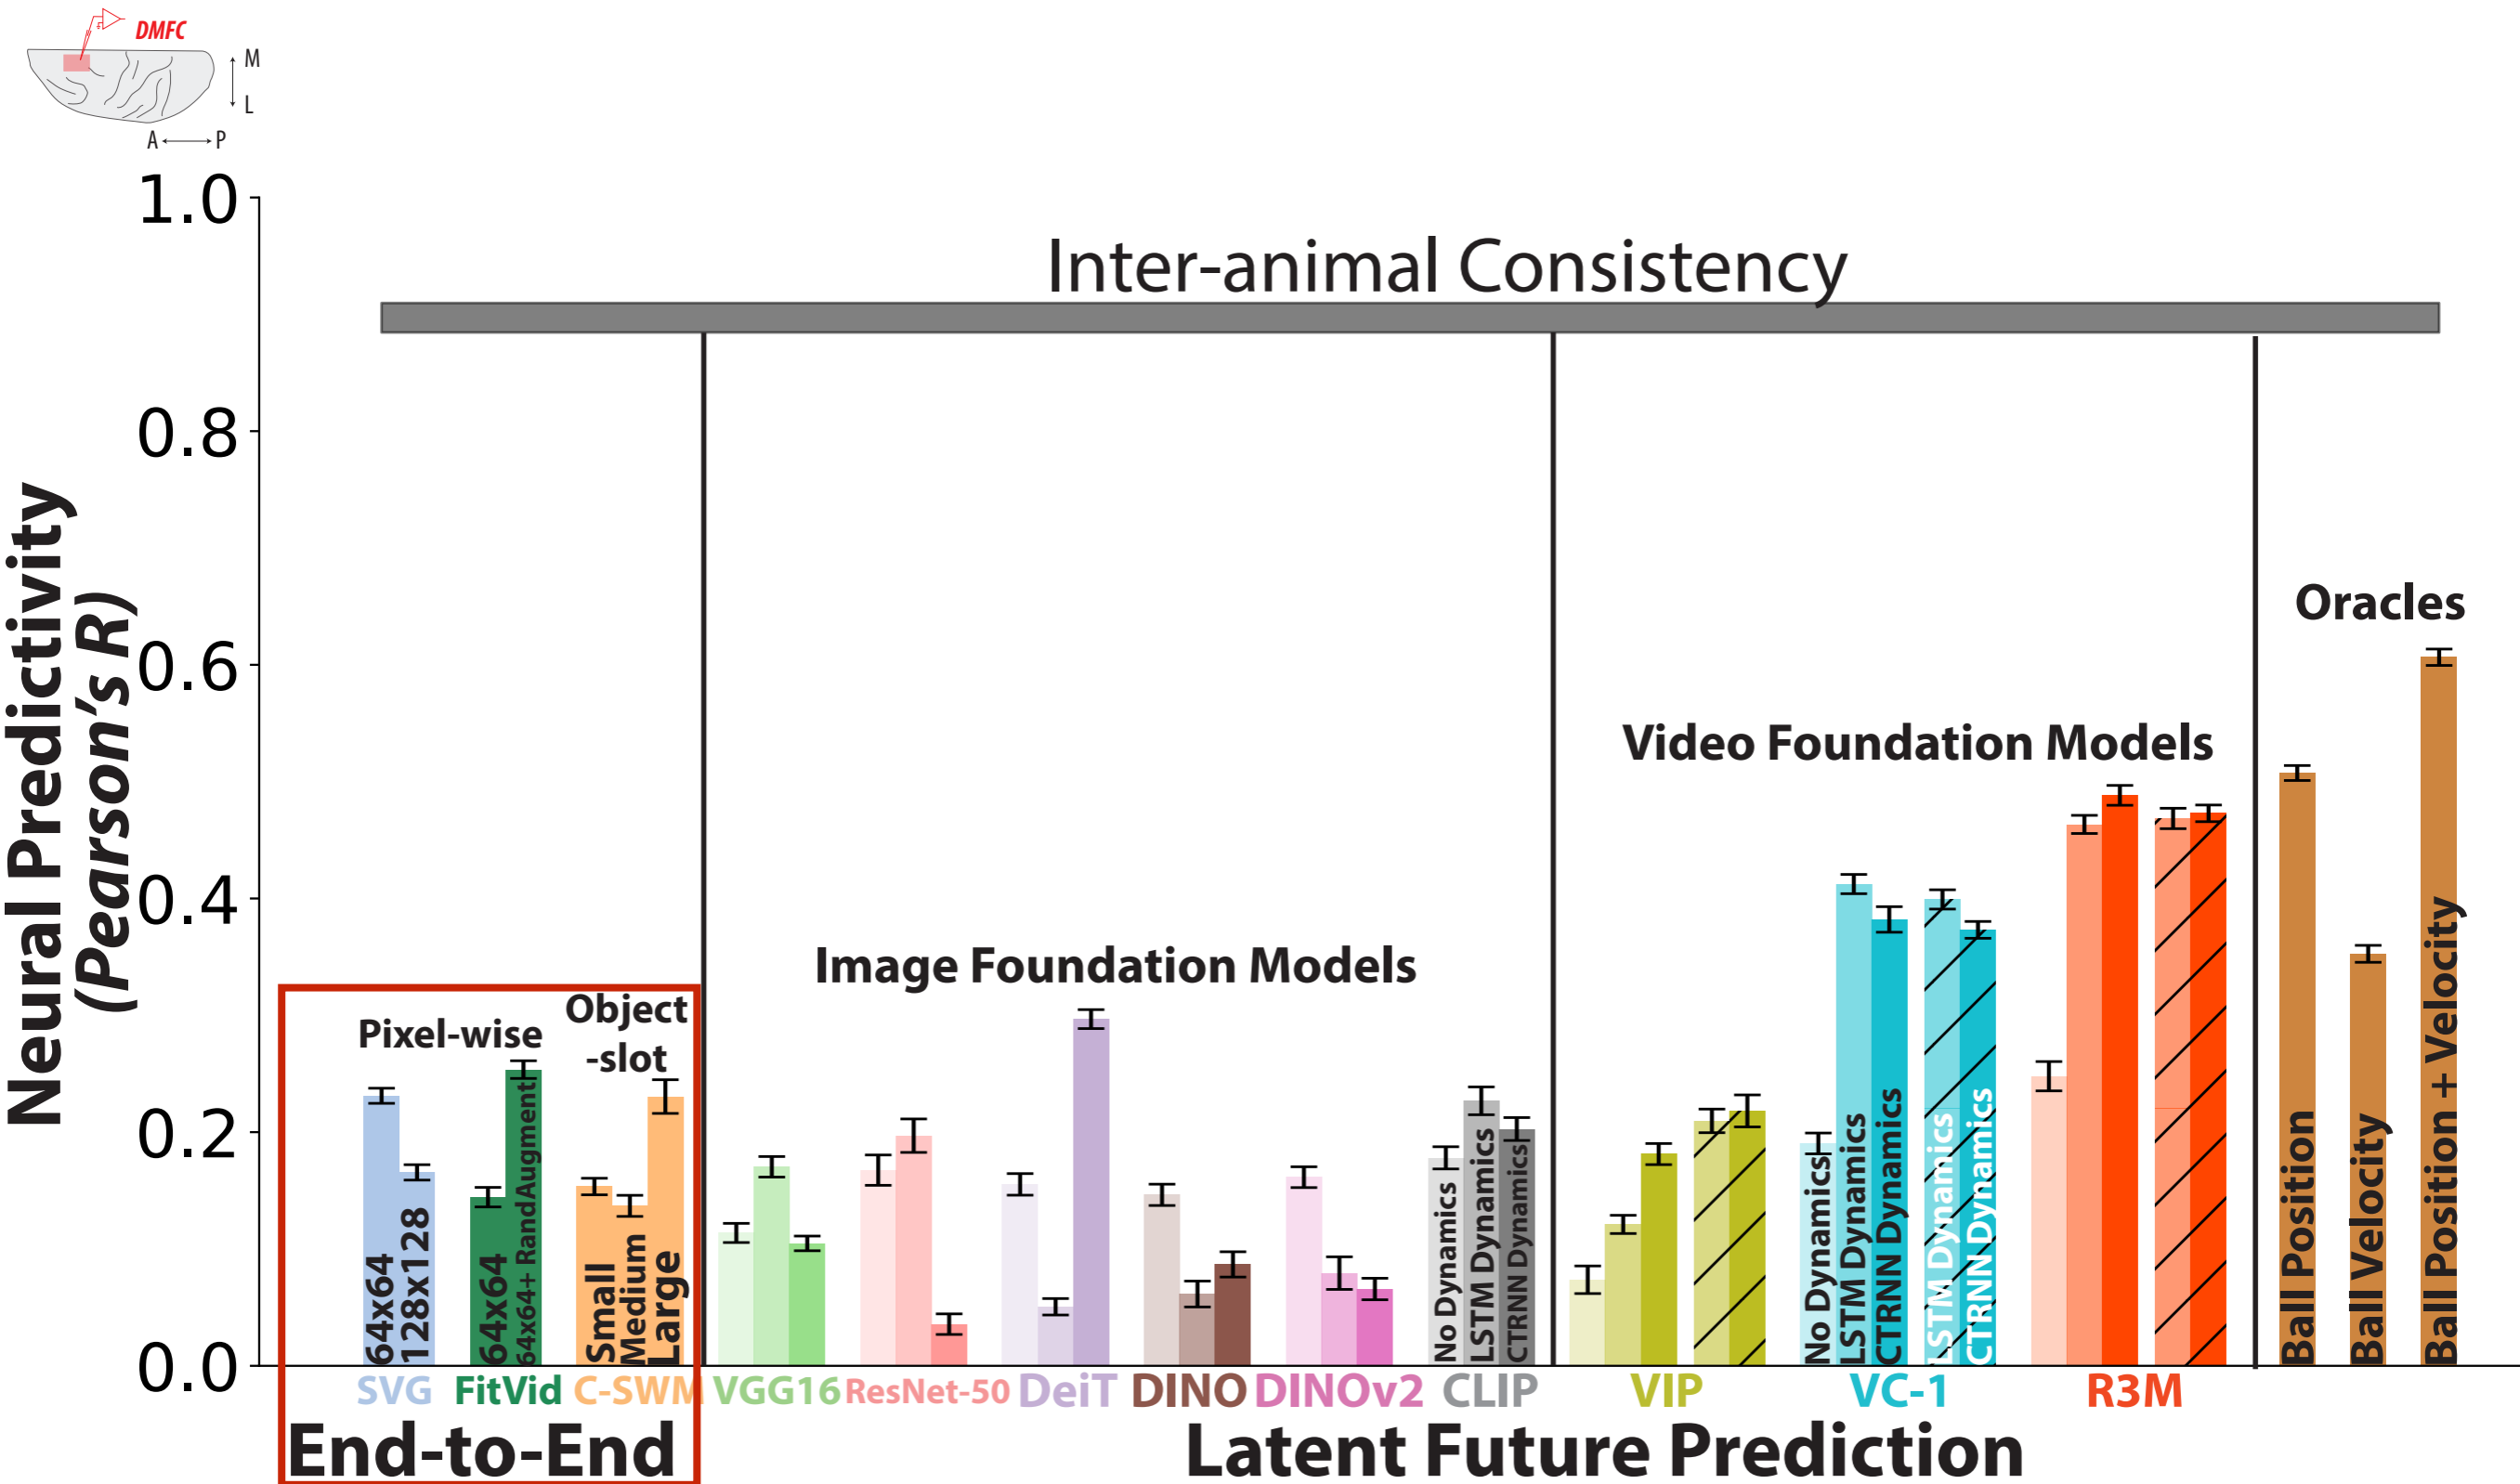 DMFC
M
L
A
P
1.0
0.8
0.6
0.4
0.2
0.0
Neural Predictivity
(Pearson's R)
Inter-animal Consistency
Oracles
Video Foundation Models
Image Foundation Models
Pixel-wise
Object
-slot
64x64
128x128
64x64
64x64+ RandAugment
Small
Medium
Large
No Dynamics
LSTM Dynamics
CTRNN Dynamics
No Dynamics
LSTM Dynamics
CTRNN Dynamics
LSTM Dynamics
CTRNN Dynamics
Ball Position
Ball Velocity
Ball Position + Velocity
SVG
FitVid
C-SWM
VGG16
ResNet-50
DeiT
DINO
DINOv2
CLIP
VIP
VC-1
R3M
End-to-End
Latent Future Prediction